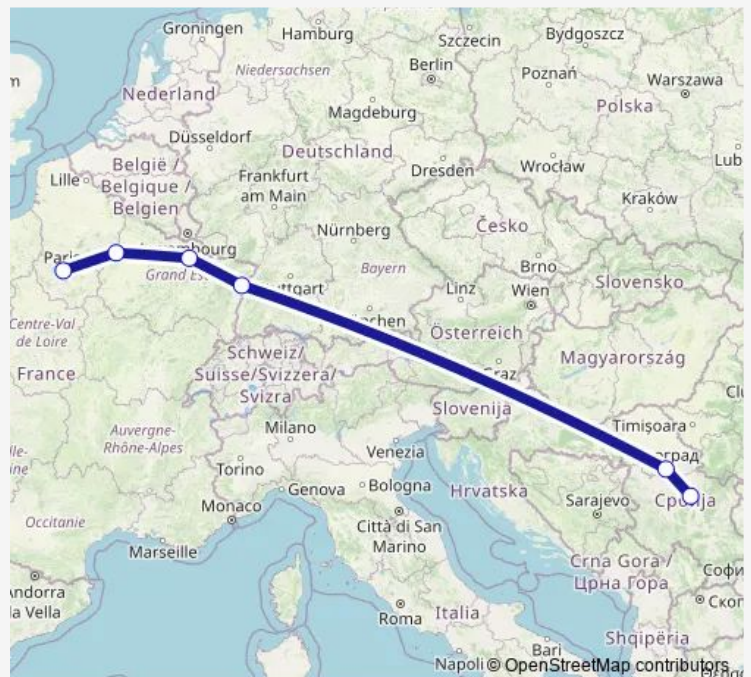 Groningen
Hamburg
Szczecin
Bydgoszcz
Berlin
Niedersachsen
Poznań
Warszawa
m
Nederland
Magdeburg
Polska
Düsseldorf
Deutschland
België /
Belgique /
Belgien
Lille
Frankfurt
am Main
Dresden
Wrocław
Lub
Kraków
Česko
Nürnberg
Brno
Slovensko
Bayern
Linz
Wien
Centre-Val
de Loire
Österreich
Magyarország
France
Schweiz/
Suisse/Svizzera/
Svizra
Slovenija
Auvergne-
Rhône-Alpes
Milano
Timișoara
Venezia
Torino
Genova
Bologna
Hrvatska
Sarajevo
Monaco
Occitanie
Città di San
Marino
Marseille
Crna Gora /
Црна Гора
Roma
Italia
Shqipëria
Bari
Napoli
© OpenStreetMap contributors